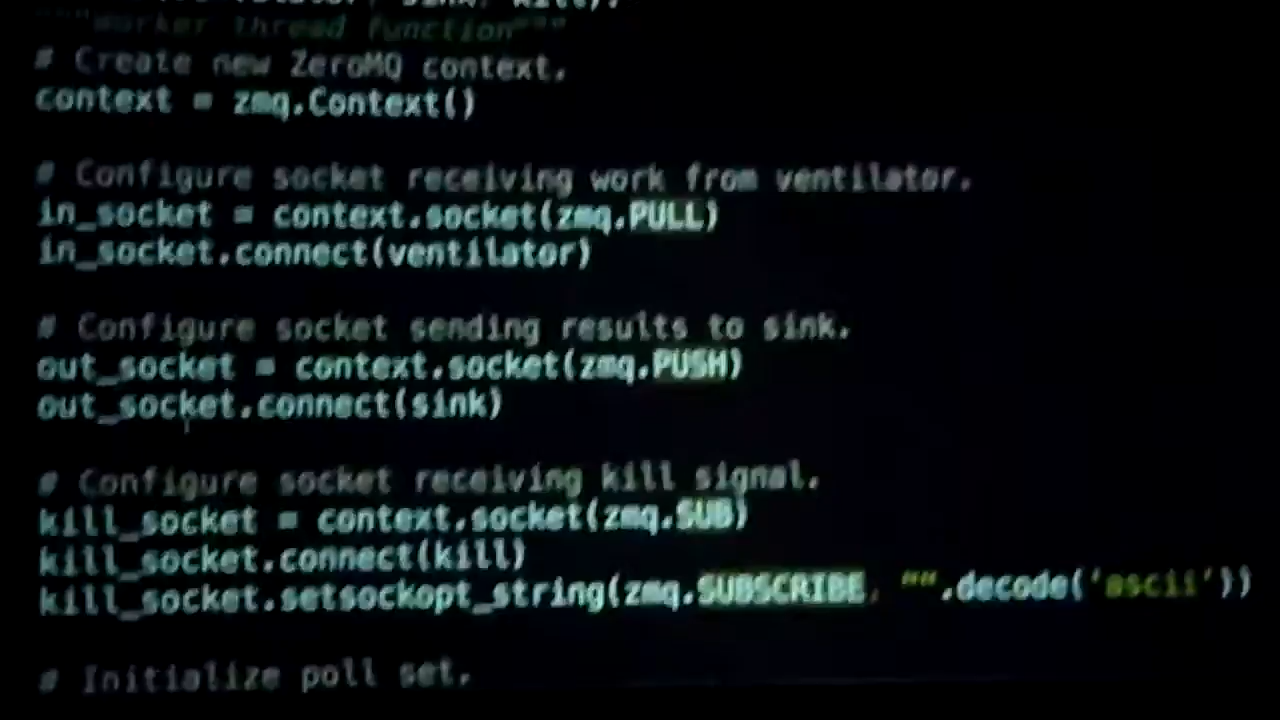 """Worker thread function"""
# Create new ZeroMQ context.
context = zmq.Context()
# Configure socket receiving work from ventilator.
in_socket = context.socket(zmq.PULL)
in_socket.connect(ventilator)
# Configure socket sending results to sink.
out_socket = context.socket(zmq.PUSH)
out_socket.connect(sink)
# Configure socket receiving kill signal.
kill_socket = context.socket(zmq.SUB)
kill_socket.connect(kill)
kill_socket.setsockopt_string(zmq.SUBSCRIBE, "".decode('ascii'))
# Initialize poll set.